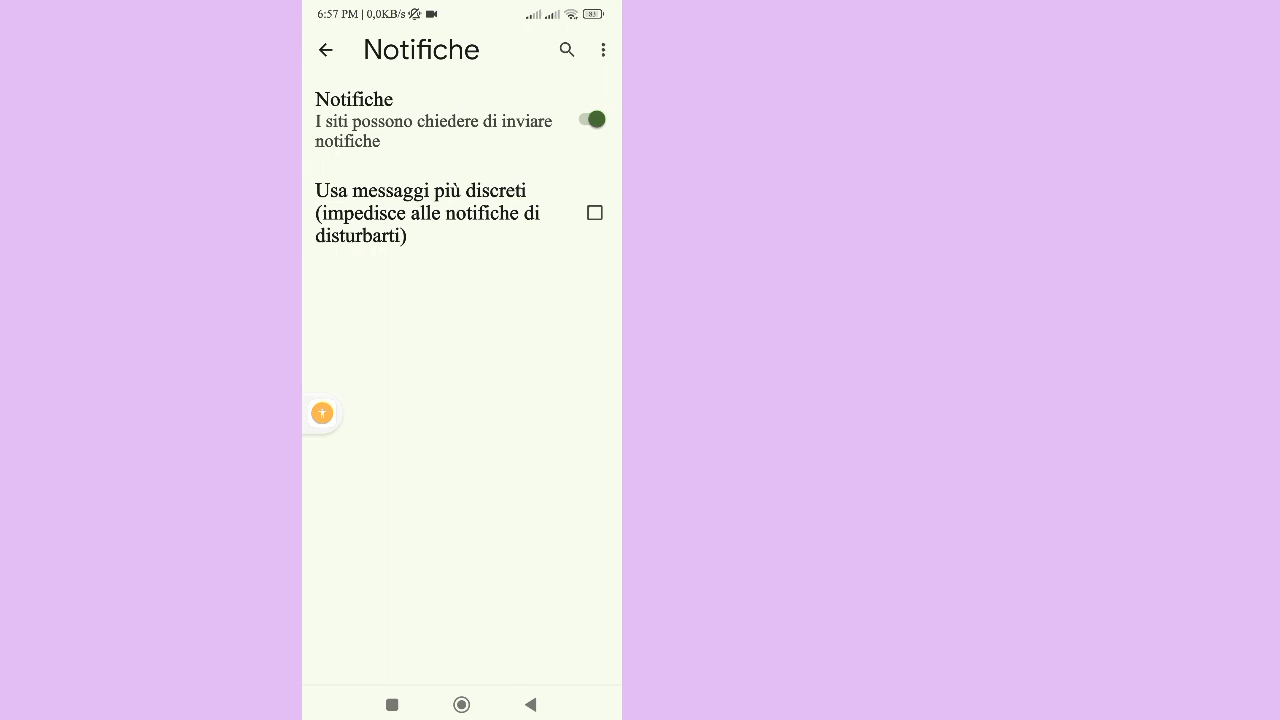 6:57 PM | 0,0KB/s
Notifiche
Notifiche
I siti possono chiedere di inviare
notifiche
Usa messaggi più discreti
(impedisce alle notifiche di
disturbarti)